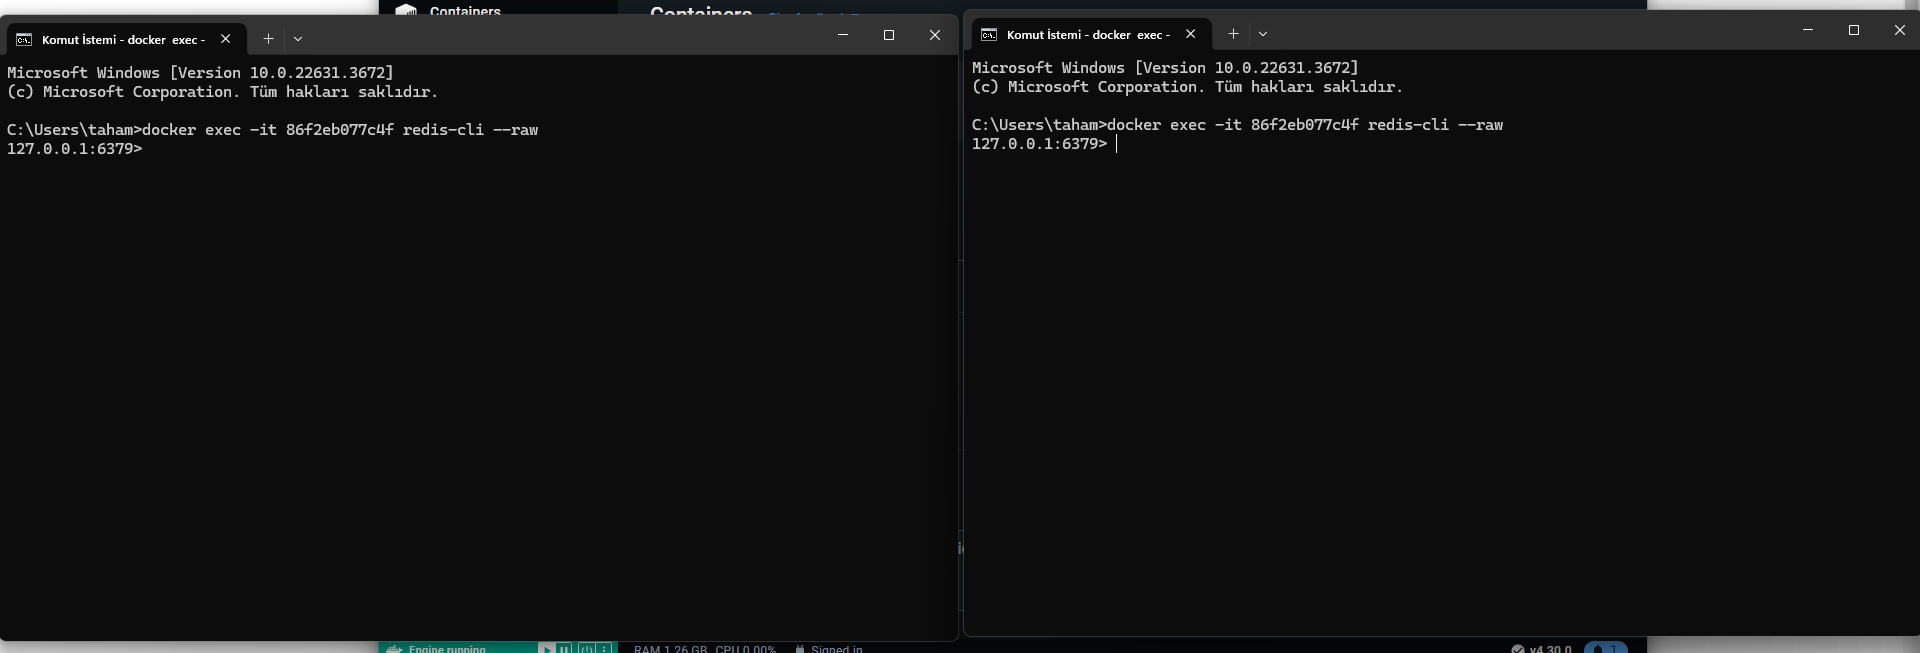 Containers
Containers
Komut İstemi - docker  exec -
Microsoft Windows [Version 10.0.22631.3672]
(c) Microsoft Corporation. Tüm hakları saklıdır.
C:\Users\taham>docker exec -it 86f2eb077c4f redis-cli --raw
127.0.0.1:6379>
Komut İstemi - docker  exec -
Microsoft Windows [Version 10.0.22631.3672]
(c) Microsoft Corporation. Tüm hakları saklıdır.
C:\Users\taham>docker exec -it 86f2eb077c4f redis-cli --raw
127.0.0.1:6379>
Engine running
RAM 1.26 GB  CPU 0.00%
Signed in
v4.30.0
1